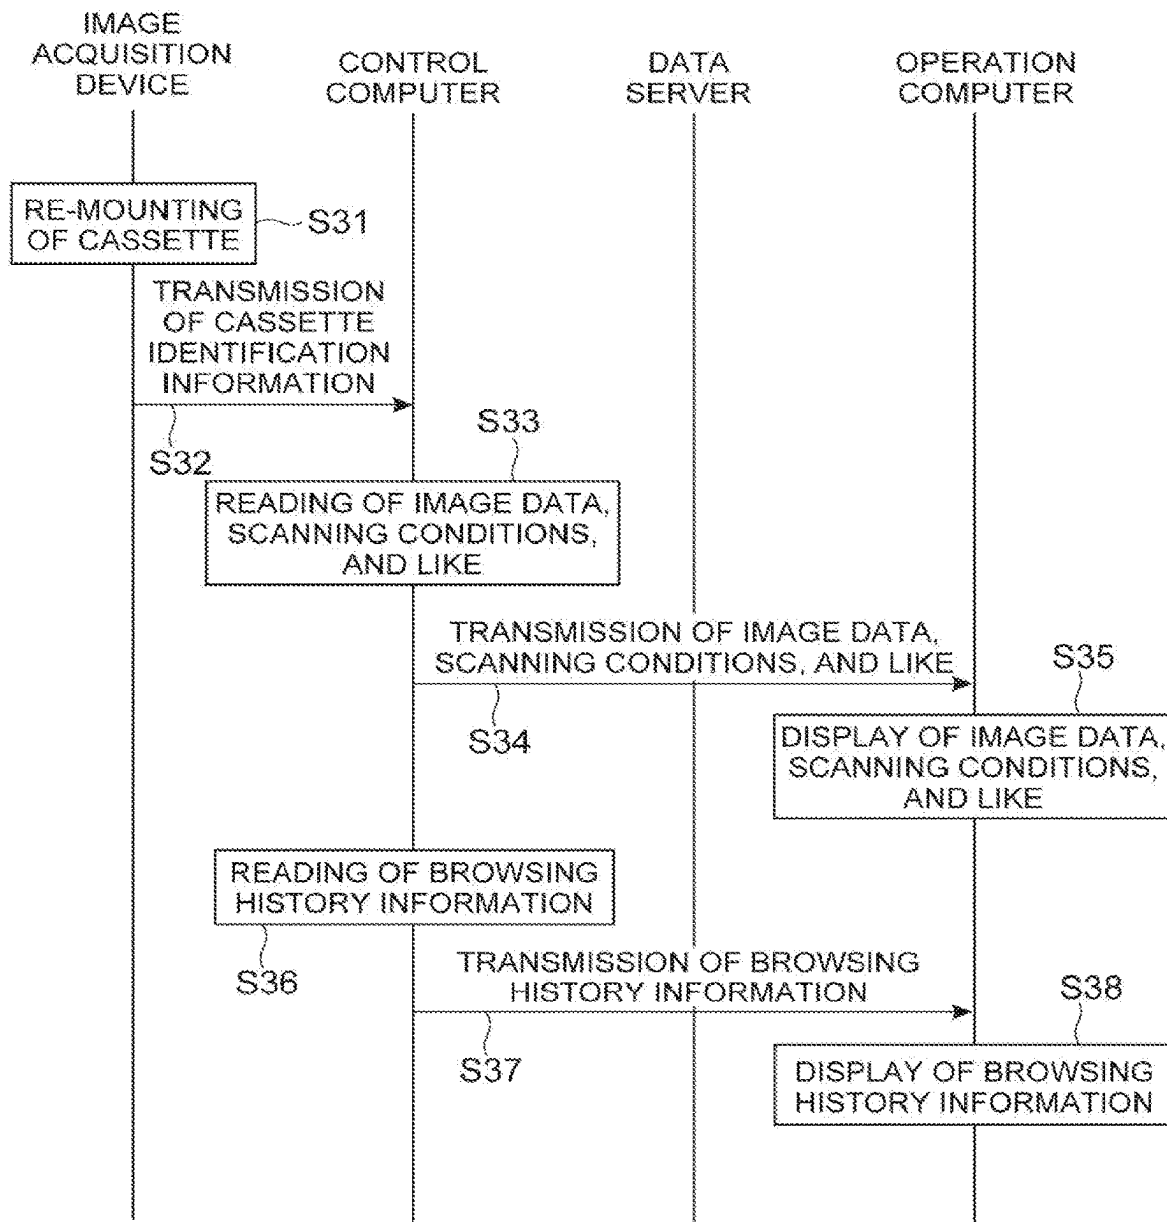 IMAGE
ACQUISITION
DEVICE
CONTROL
COMPUTER
DATA
SERVER
OPERATION
COMPUTER
RE-MOUNTING
OF CASSETTE
S31
TRANSMISSION
OF CASSETTE
IDENTIFICATION
INFORMATION
S32
S33
READING OF IMAGE DATA,
SCANNING CONDITIONS,
AND LIKE
TRANSMISSION OF IMAGE DATA,
SCANNING CONDITIONS, AND LIKE
S34
S35
DISPLAY OF IMAGE DATA,
SCANNING CONDITIONS,
AND LIKE
READING OF BROWSING
HISTORY INFORMATION
S36
TRANSMISSION OF BROWSING
HISTORY INFORMATION
S37
S38
DISPLAY OF BROWSING
HISTORY INFORMATION